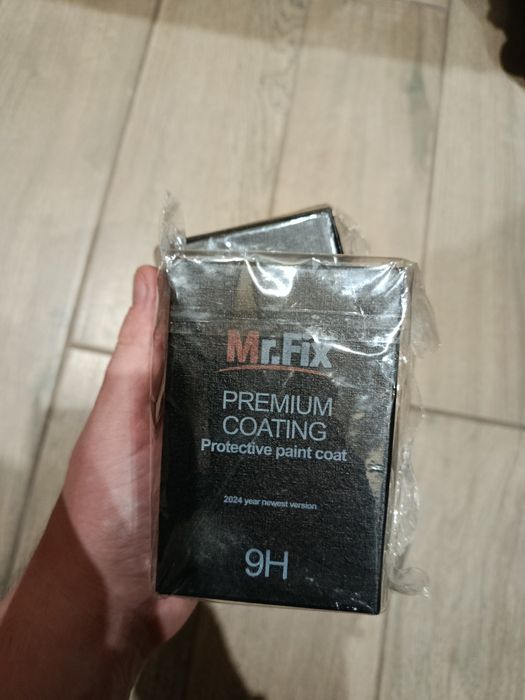 Mr.Fix
PREMIUM
COATING
Protective paint coat
2024 year newest version
9H